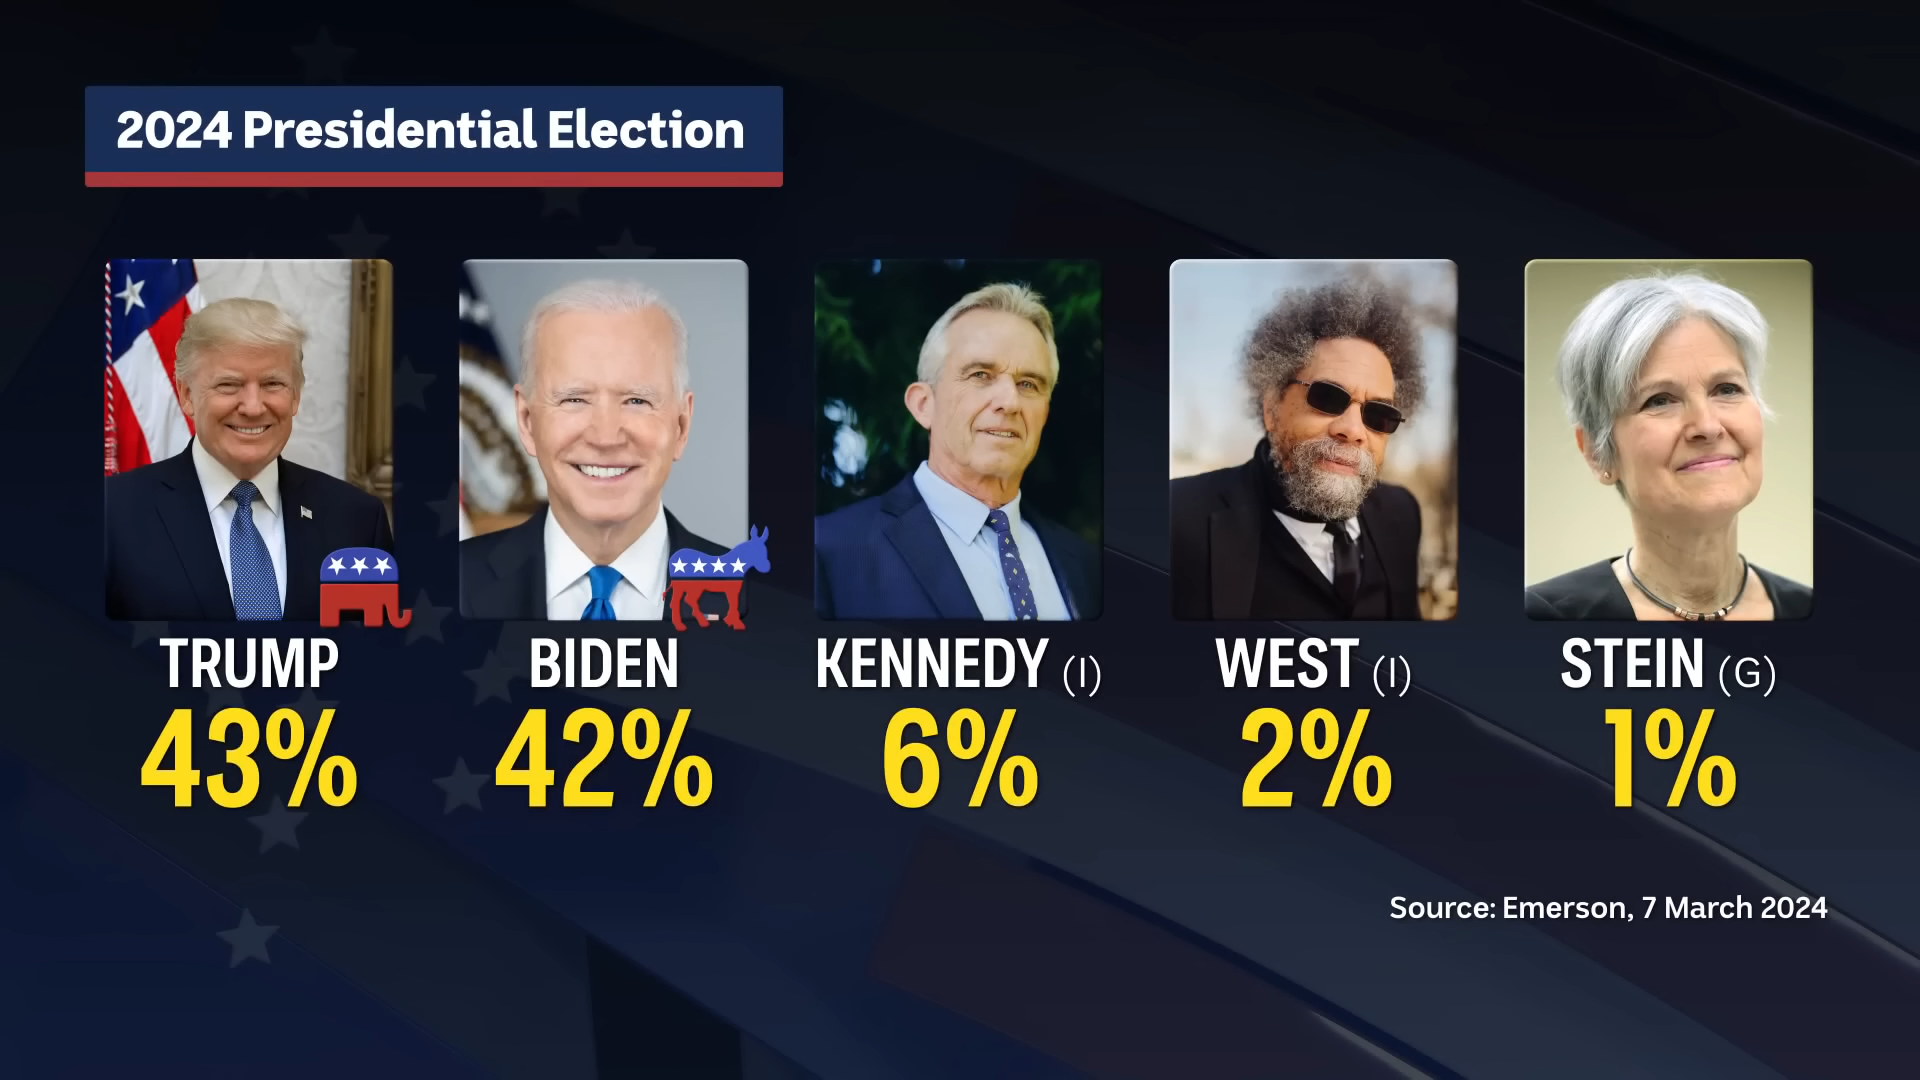 2024 Presidential Election
TRUMP
43%
BIDEN
42%
KENNEDY (I)
6%
WEST (I)
2%
STEIN (G)
1%
Source: Emerson, 7 March 2024